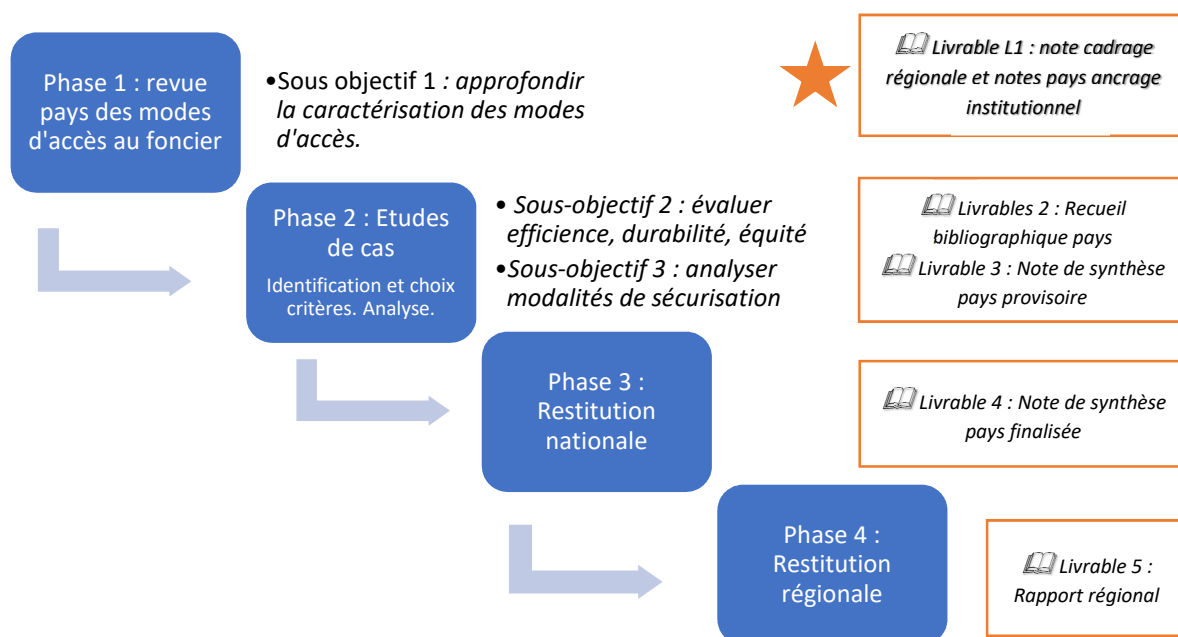 Phase 1 : revue
pays des modes
d'accès au foncier
•Sous objectif 1 : approfondir
la caractérisation des modes
d'accès.
Livrable L1 : note cadrage
régionale et notes pays ancrage
institutionnel
Phase 2 : Etudes
de cas
Identification et choix
critères. Analyse.
• Sous-objectif 2 : évaluer
efficience, durabilité, équité
•Sous-objectif 3 : analyser
modalités de sécurisation
Livrables 2 : Recueil
bibliographique pays
Livrable 3 : Note de synthèse
pays provisoire
Phase 3 :
Restitution
nationale
Livrable 4 : Note de synthèse
pays finalisée
Phase 4 :
Restitution
régionale
Livrable 5 :
Rapport régional